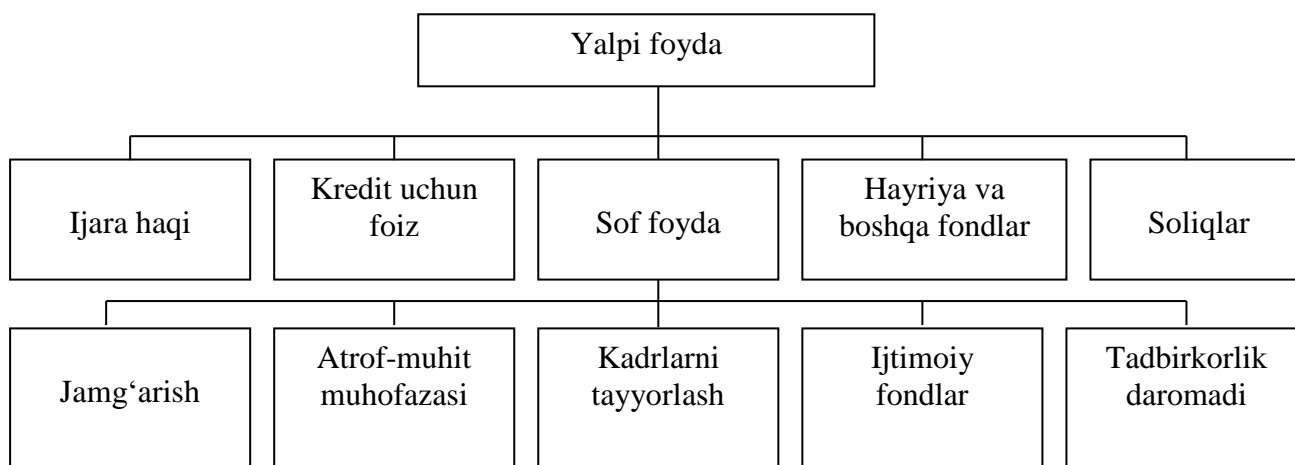 Yalpi foyda
Ijara haqi
Kredit uchun
foiz
Sof foyda
Hayriya va
boshqa fondlar
Soliqlar
Jamg‘arish
Atrof-muhit
muhofazasi
Kadrlarni
tayyorlash
Ijtimoiy
fondlar
Tadbirkorlik
daromadi